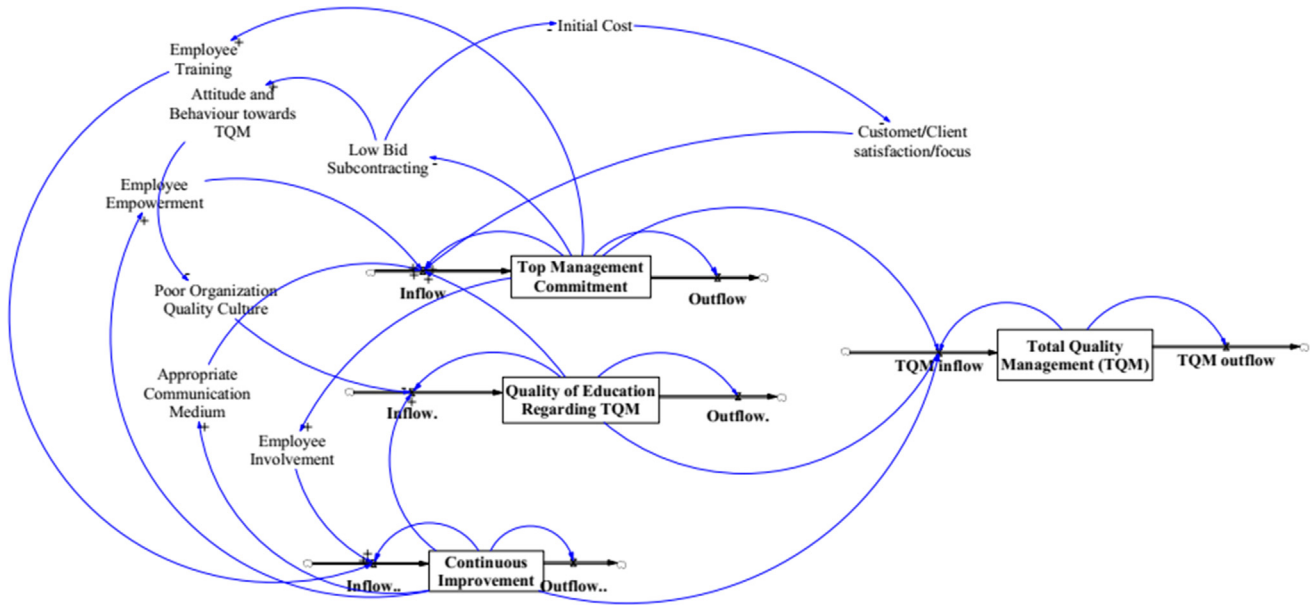 Initial Cost
Employee
Training
Attitude and
Behaviour towards
TQM
Low Bid
Subcontracting
Customet/Client
satisfaction/focus
Employee
Empowerment
Top Management
Commitment
Inflow
Outflow
Poor Organization
Quality Culture
Total Quality
Management (TQM)
TQM inflow
TQM outflow
Appropriate
Communication
Medium
Quality of Education
Regarding TQM
Inflow.
Outflow.
Employee
Involvement
Continuous
Improvement
Inflow..
Outflow..